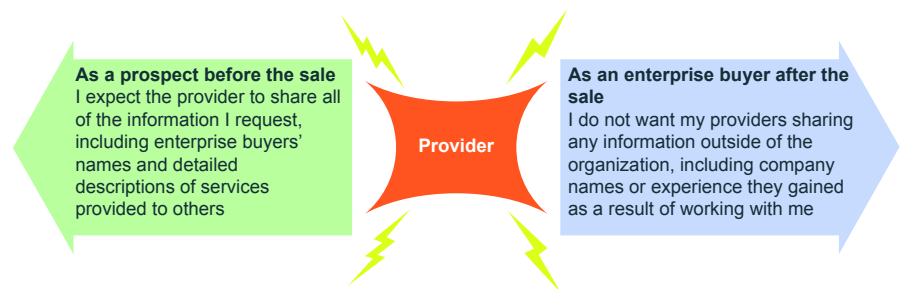 As a prospect before the sale
I expect the provider to share all
of the information I request,
including enterprise buyers’
names and detailed
descriptions of services
provided to others
Provider
As an enterprise buyer after the
sale
I do not want my providers sharing
any information outside of the
organization, including company
names or experience they gained
as a result of working with me